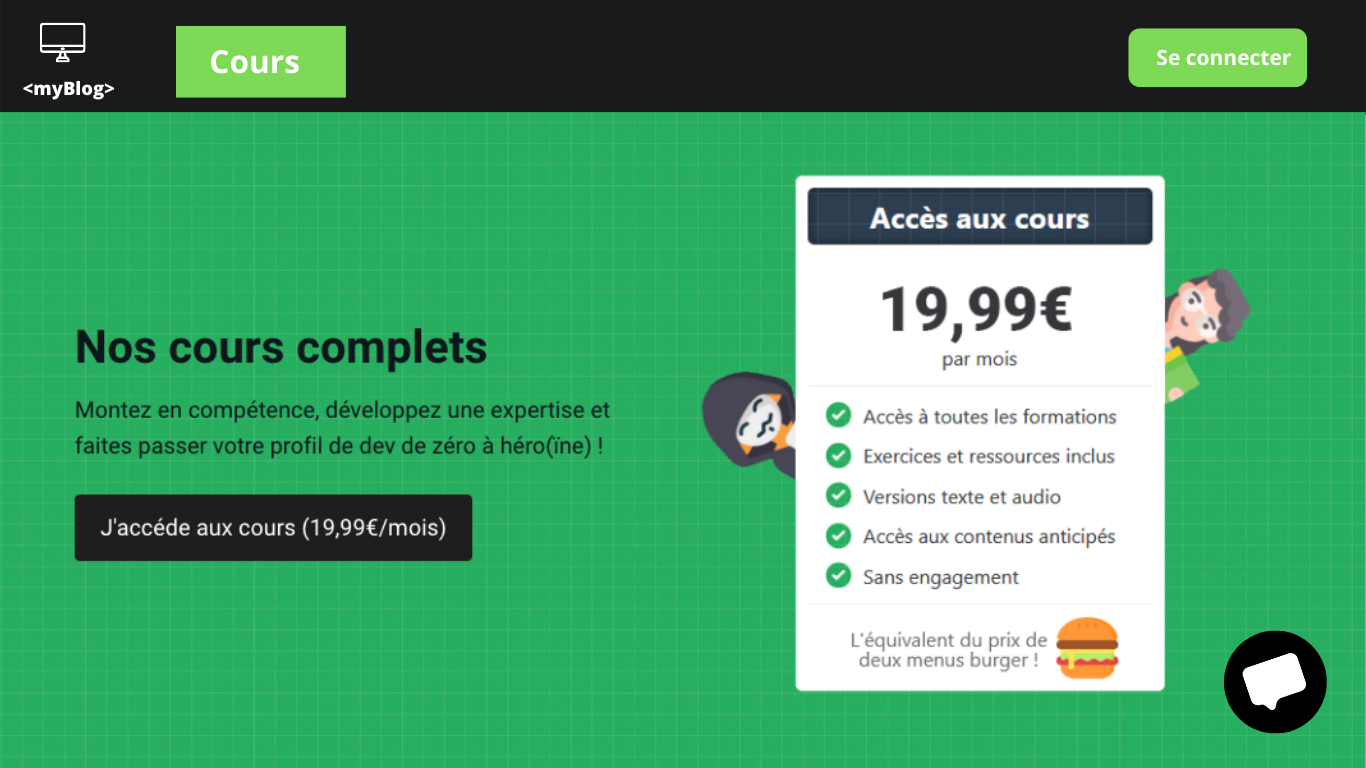 <myBlog>
Cours
Se connecter
Nos cours complets
Montez en compétence, développez une expertise et
faites passer votre profil de dev de zéro à héro(ïne) !
J'accéde aux cours (19,99€/mois)
Accès aux cours
19,99€
par mois
Accès à toutes les formations
Exercices et ressources inclus
Versions texte et audio
Accès aux contenus anticipés
Sans engagement
L'équivalent du prix de
deux menus burger !